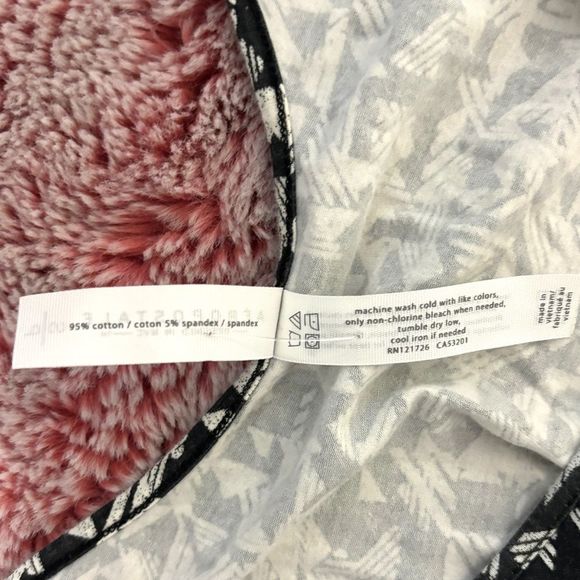 95% cotton / coton 5% spandex / spandex
AEROPOSTALE
machine wash cold with like colors,
only non-chlorine bleach when needed,
tumble dry low,
cool iron if needed
RN121726 CA53201
made in
vietnam/
fabriqué au
vietnam